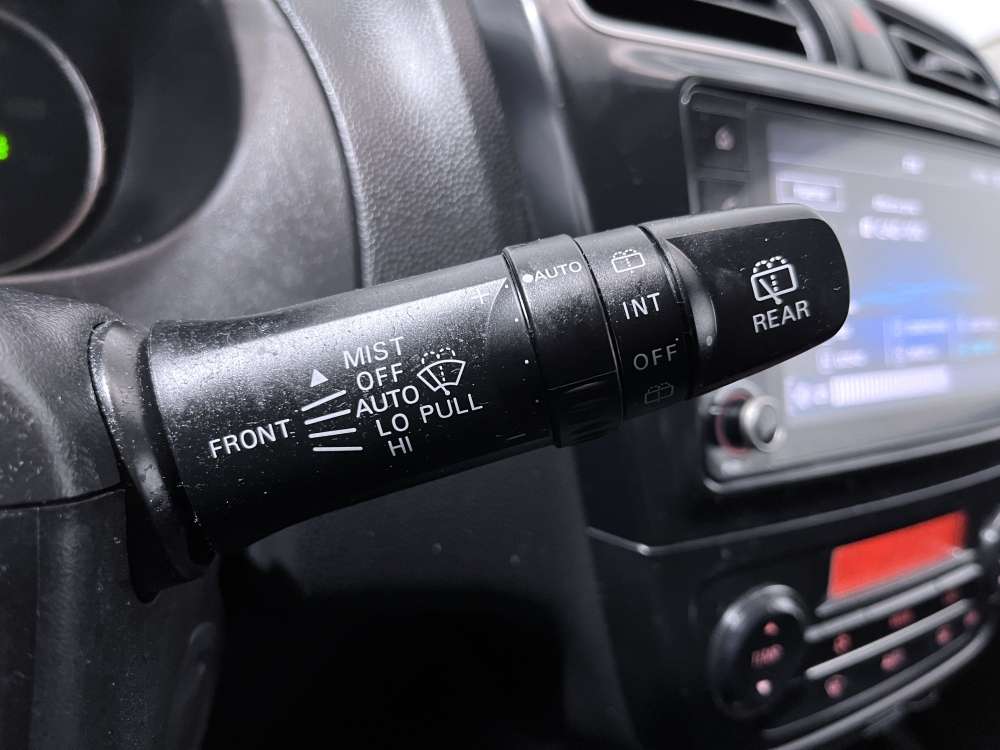 MIST
OFF
AUTO
LO PULL
HI
FRONT
+
AUTO
-
INT
OFF
REAR